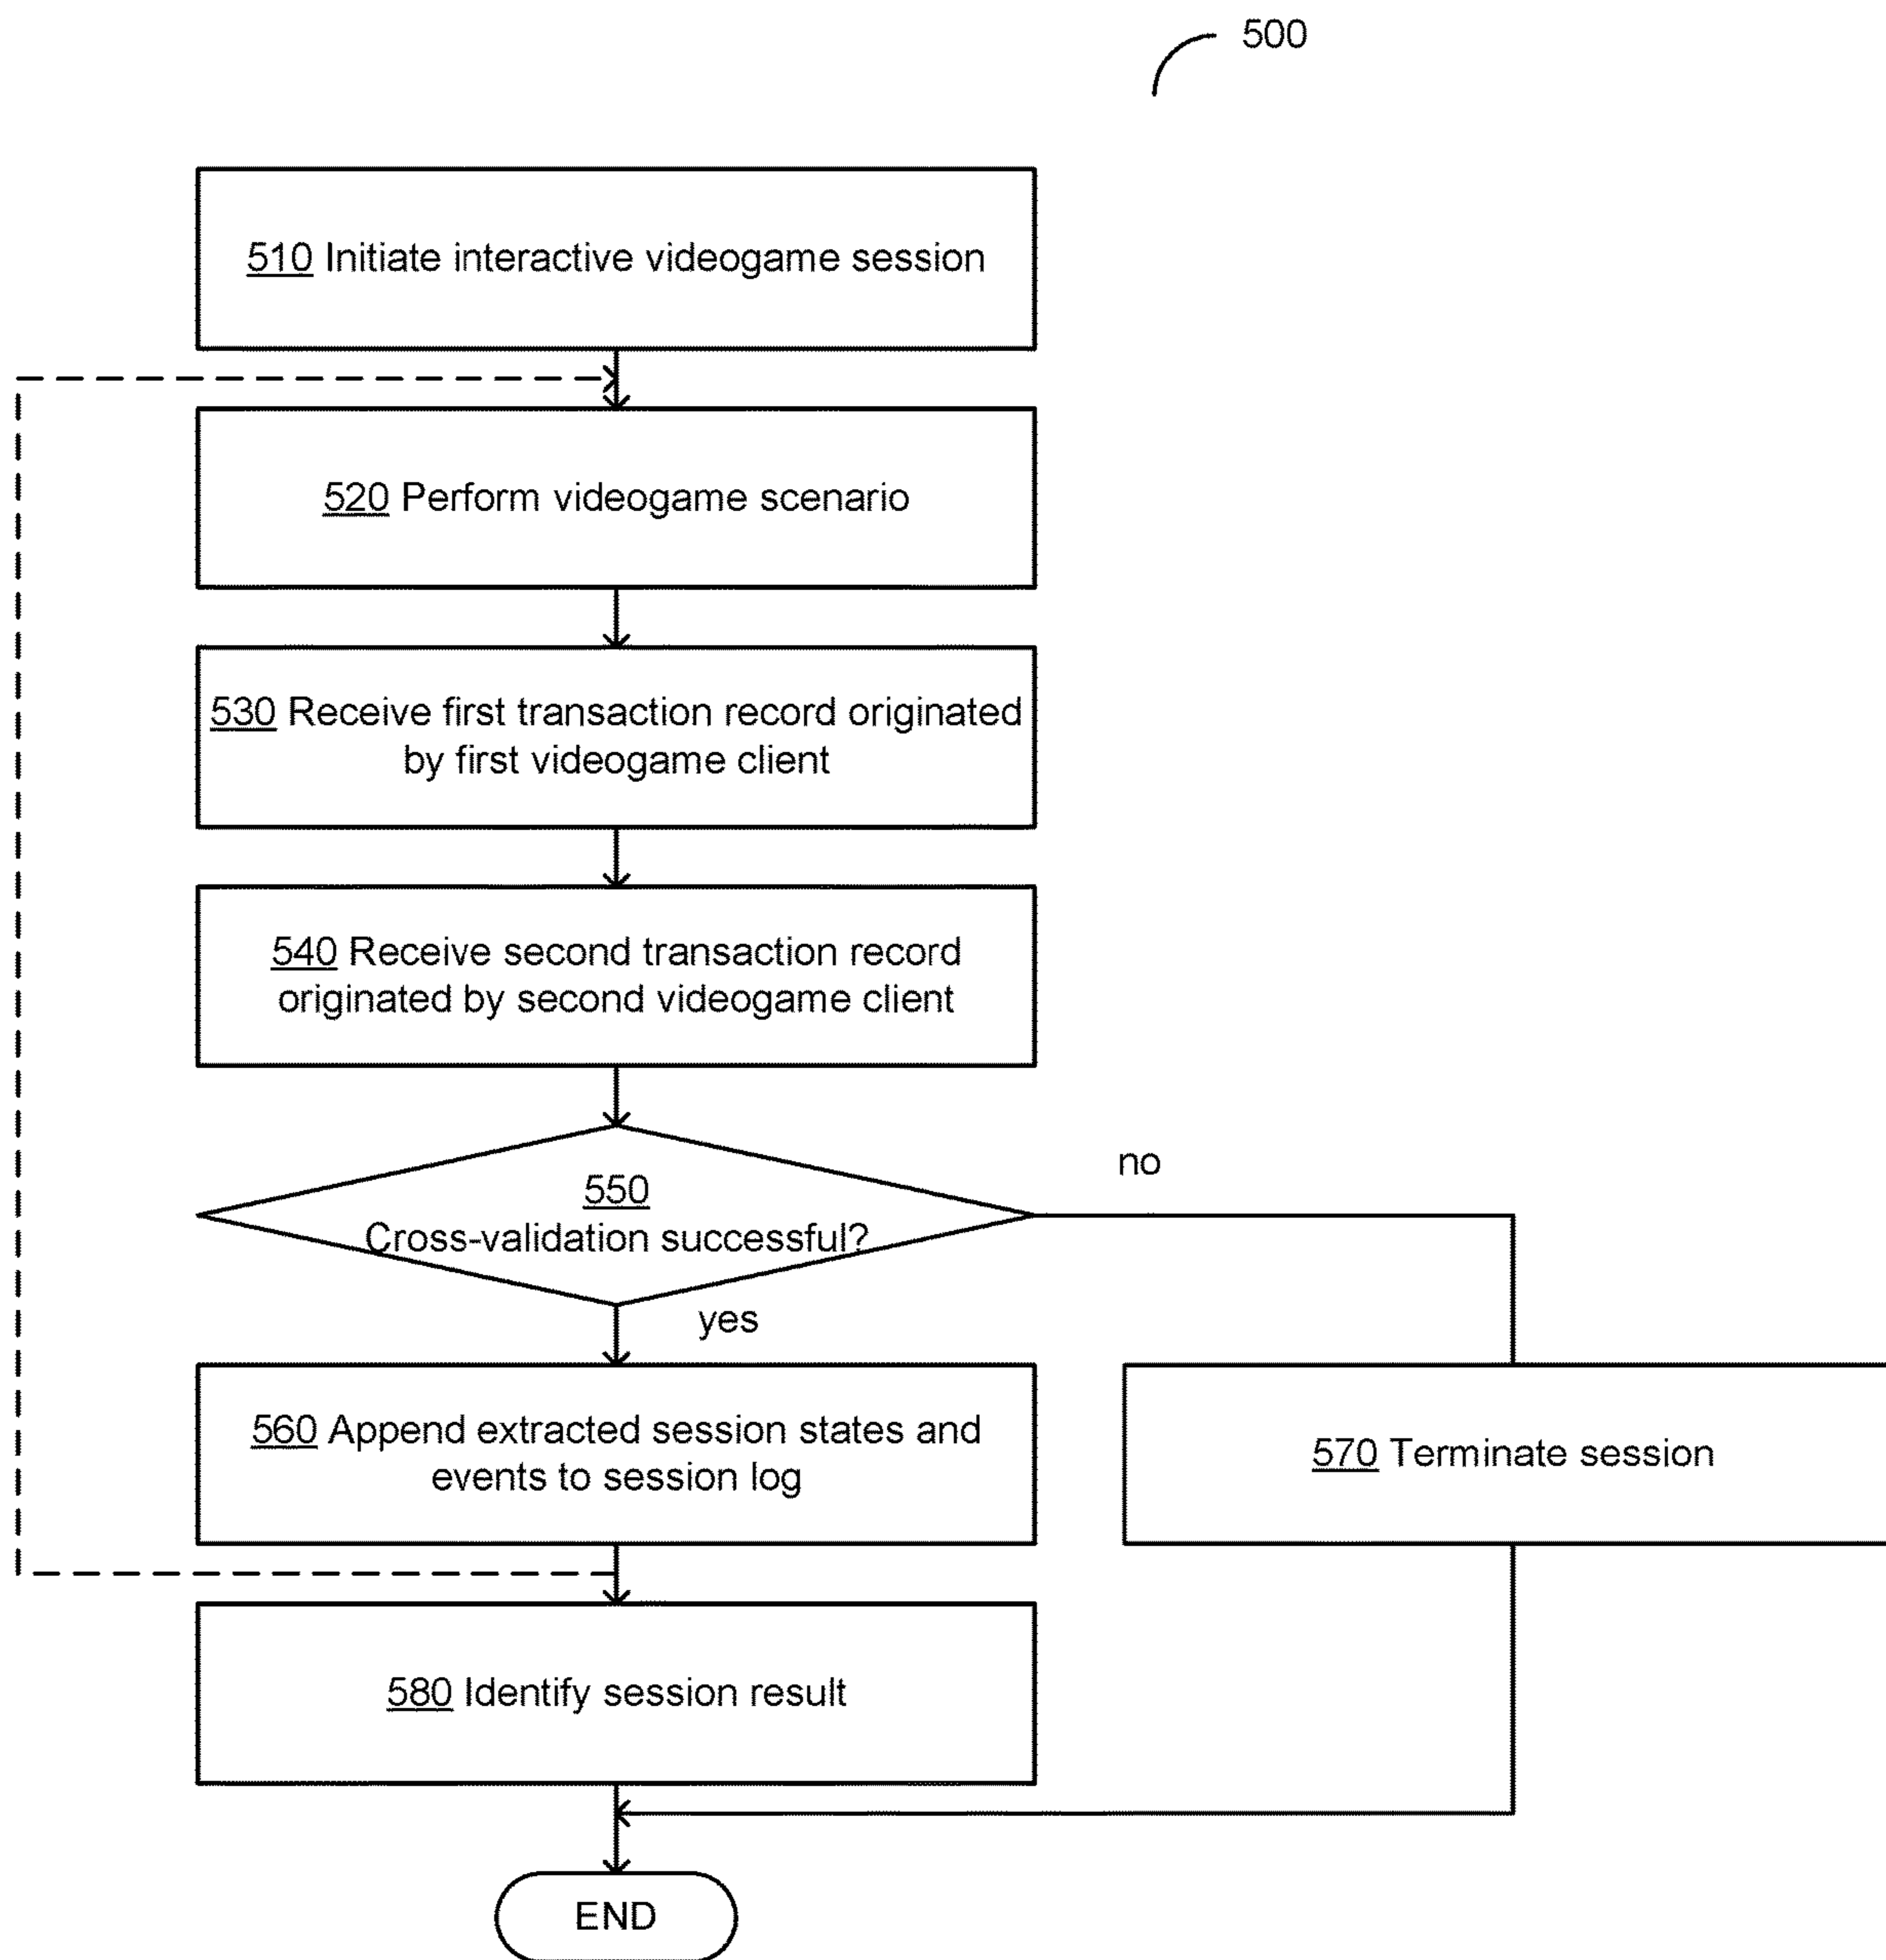 500
510 Initiate interactive videogame session
520 Perform videogame scenario
530 Receive first transaction record originated
by first videogame client
540 Receive second transaction record
originated by second videogame client
550
Cross-validation successful?
no
yes
560 Append extracted session states and
events to session log
570 Terminate session
580 Identify session result
END